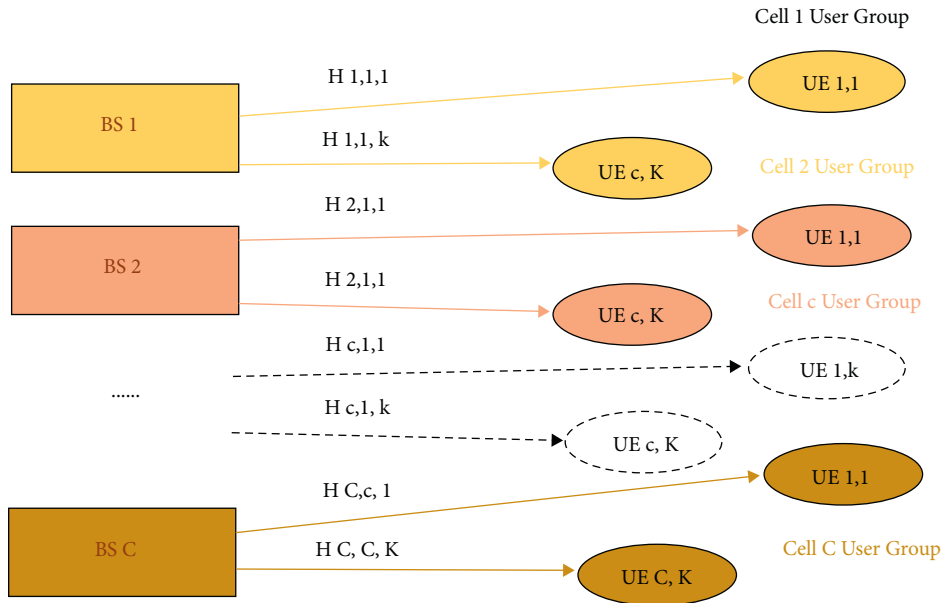 Cell 1 User Group
H 1,1,1
UE 1,1
BS 1
H 1,1, k
UE c, K
Cell 2 User Group
H 2,1,1
UE 1,1
BS 2
H 2,1,1
UE c, K
Cell c User Group
H c,1,1
UE 1,k
......
H c,1, k
UE c, K
H C,c, 1
UE 1,1
BS C
H C, C, K
UE C, K
Cell C User Group